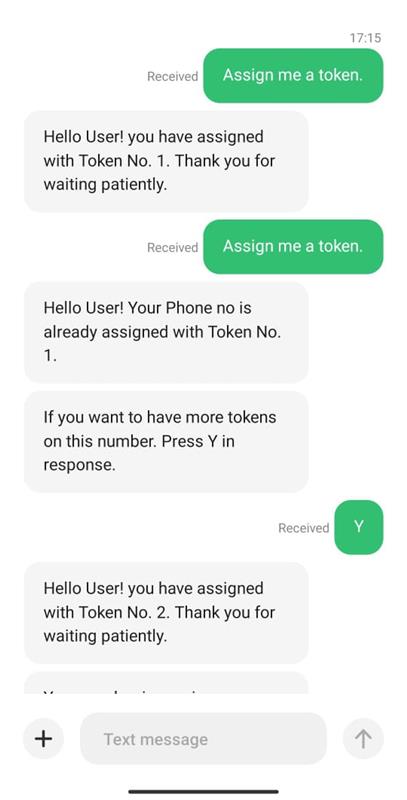 17:15
Received
Assign me a token.
Hello User! you have assigned
with Token No. 1. Thank you for
waiting patiently.
Received
Assign me a token.
Hello User! Your Phone no is
already assigned with Token No.
1.
If you want to have more tokens
on this number. Press Y in
response.
Received
Y
Hello User! you have assigned
with Token No. 2. Thank you for
waiting patiently.
Text message